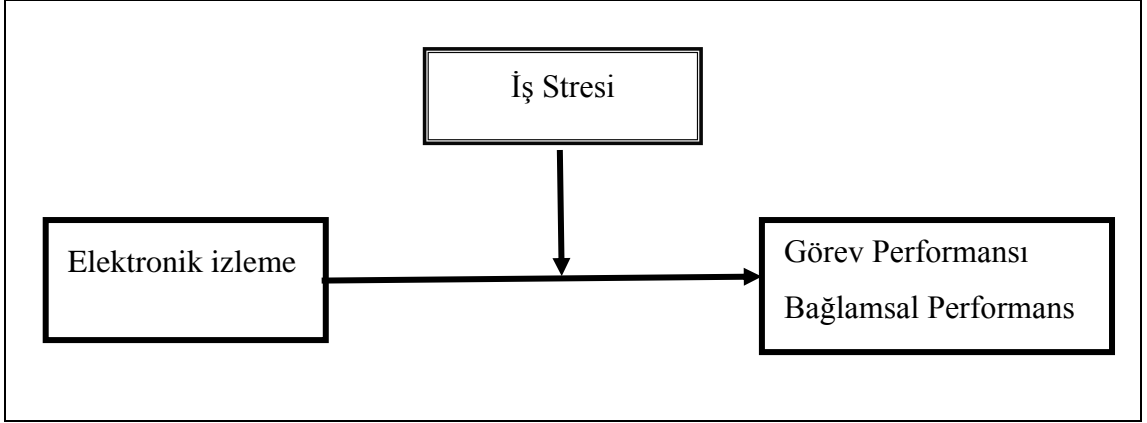 İş Stresi
Elektronik izleme
Görev Performansı
Bağlamsal Performans